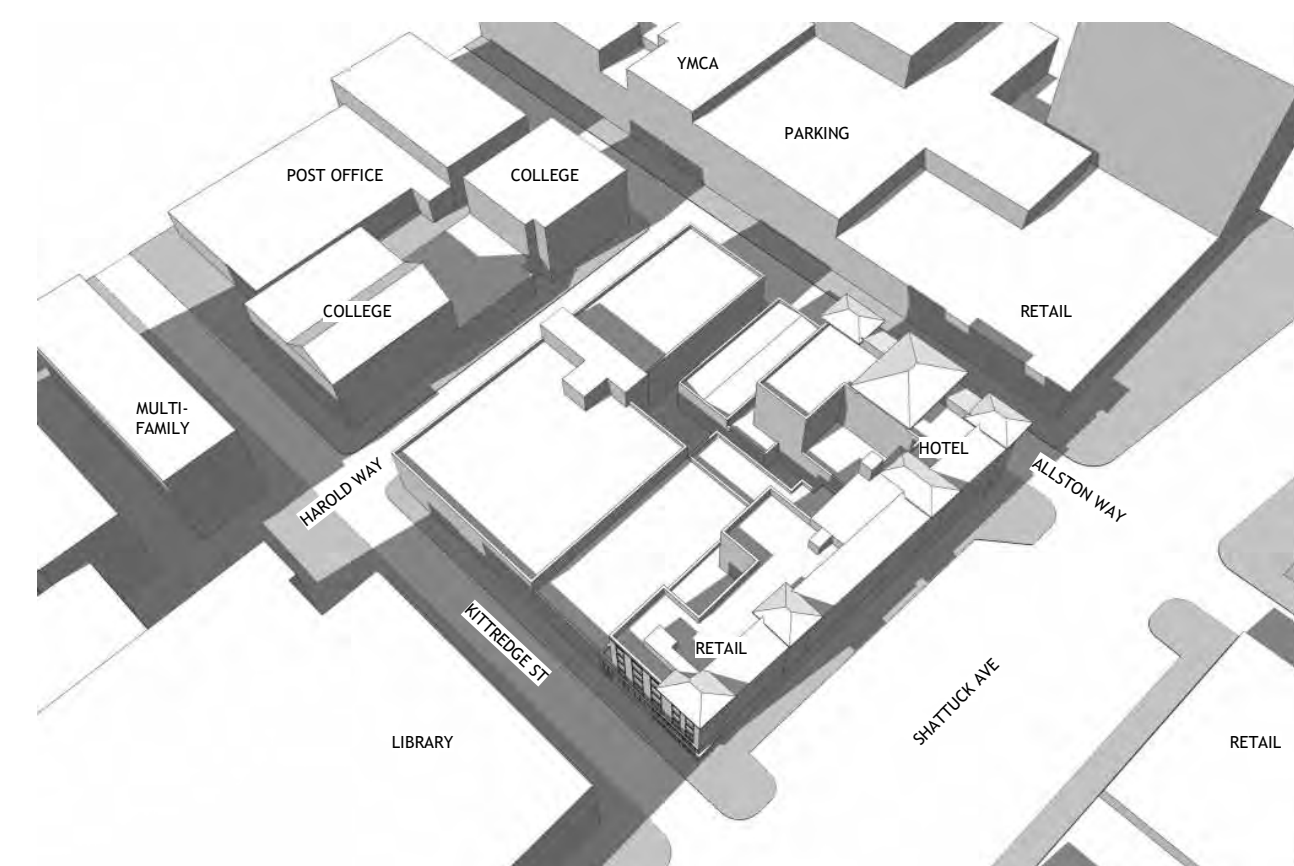 YMCA
PARKING
POST OFFICE
COLLEGE
COLLEGE
RETAIL
MULTI-
FAMILY
HOTEL
HAROLD WAY
ALLSTON WAY
KITTREDGE ST
RETAIL
SHATTUCK AVE
LIBRARY
RETAIL